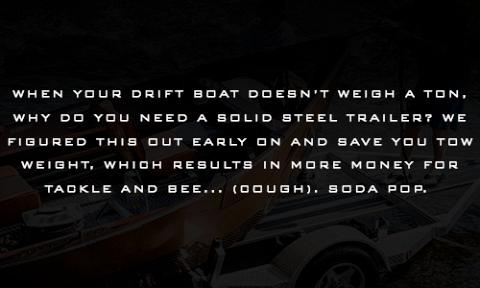 WHEN YOUR DRIFT BOAT DOESN'T WEIGH A TON,
WHY DO YOU NEED A SOLID STEEL TRAILER? WE
FIGURED THIS OUT EARLY ON AND SAVE YOU TOW
WEIGHT, WHICH RESULTS IN MORE MONEY FOR
TACKLE AND BEE... (COUGH). SODA POP.